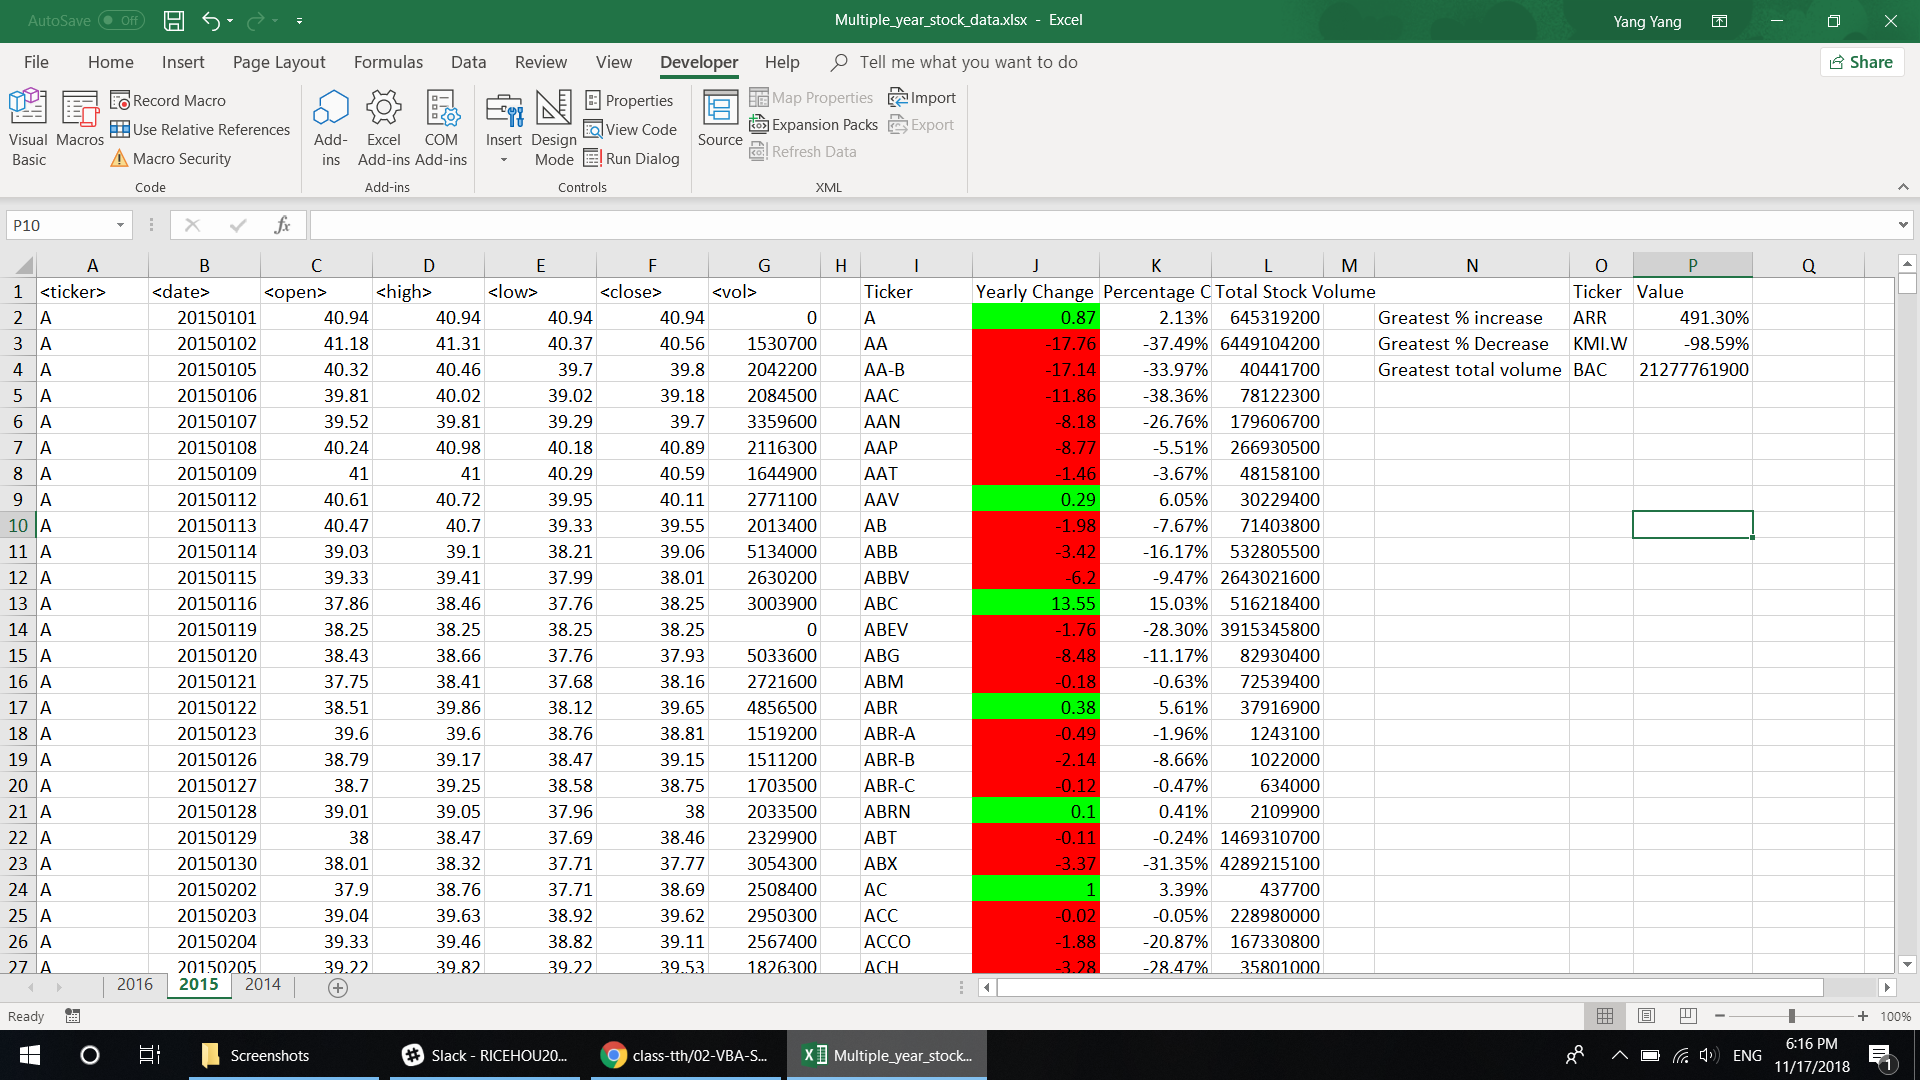 AutoSave Off Multiple_year_stock_data.xlsx - Excel Yang Yang
File Home Insert Page Layout Formulas Data Review View Developer Help Tell me what you want to do Share
Visual Basic
Macros
Record Macro
Use Relative References
Macro Security
Code
Add-ins
Excel Add-ins
COM Add-ins
Add-ins
Insert
Design Mode
Properties
View Code
Run Dialog
Controls
Source
Map Properties
Expansion Packs
Refresh Data
Import
Export
XML
P10 fx
A B C D E F G H I J K L M N O P Q
1 <ticker> <date> <open> <high> <low> <close> <vol> Ticker Yearly Change Percentage C Total Stock Volume Ticker Value
2 A 20150101 40.94 40.94 40.94 40.94 0 A 0.87 2.13% 645319200 Greatest % increase ARR 491.30%
3 A 20150102 41.18 41.31 40.37 40.56 1530700 AA -17.76 -37.49% 6449104200 Greatest % Decrease KMI.W -98.59%
4 A 20150105 40.32 40.46 39.7 39.8 2042200 AA-B -17.14 -33.97% 40441700 Greatest total volume BAC 21277761900
5 A 20150106 39.81 40.02 39.02 39.18 2084500 AAC -11.86 -38.36% 78122300
6 A 20150107 39.52 39.81 39.29 39.7 3359600 AAN -8.18 -26.76% 179606700
7 A 20150108 40.24 40.98 40.18 40.89 2116300 AAP -8.77 -5.51% 266930500
8 A 20150109 41 41 40.29 40.59 1644900 AAT -1.46 -3.67% 48158100
9 A 20150112 40.61 40.72 39.95 40.11 2771100 AAV 0.29 6.05% 30229400
10 A 20150113 40.47 40.7 39.33 39.55 2013400 AB -1.98 -7.67% 71403800
11 A 20150114 39.03 39.1 38.21 39.06 5134000 ABB -3.42 -16.17% 532805500
12 A 20150115 39.33 39.41 37.99 38.01 2630200 ABBV -6.2 -9.47% 2643021600
13 A 20150116 37.86 38.46 37.76 38.25 3003900 ABC 13.55 15.03% 516218400
14 A 20150119 38.25 38.25 38.25 38.25 0 ABEV -1.76 -28.30% 3915345800
15 A 20150120 38.43 38.66 37.76 37.93 5033600 ABG -8.48 -11.17% 82930400
16 A 20150121 37.75 38.41 37.68 38.16 2721600 ABM -0.18 -0.63% 72539400
17 A 20150122 38.51 39.86 38.12 39.65 4856500 ABR 0.38 5.61% 37916900
18 A 20150123 39.6 39.6 38.76 38.81 1519200 ABR-A -0.49 -1.96% 1243100
19 A 20150126 38.79 39.17 38.47 39.15 1511200 ABR-B -2.14 -8.66% 1022000
20 A 20150127 38.7 39.25 38.58 38.75 1703500 ABR-C -0.12 -0.47% 634000
21 A 20150128 39.01 39.05 37.96 38 2033500 ABRN 0.1 0.41% 2109900
22 A 20150129 38 38.47 37.69 38.46 2329900 ABT -0.11 -0.24% 1469310700
23 A 20150130 38.01 38.32 37.71 37.77 3054300 ABX -3.37 -31.35% 4289215100
24 A 20150202 37.9 38.76 37.71 38.69 2508400 AC 1 3.39% 437700
25 A 20150203 39.04 39.63 38.92 39.62 2950300 ACC -0.02 -0.05% 228980000
26 A 20150204 39.33 39.46 38.82 39.11 2567400 ACCO -1.88 -20.87% 167330800
27 A 20150205 39.22 39.82 39.22 39.53 1826300 ACH -3.28 -28.47% 35801000
2016 2015 2014
Ready 100%
Screenshots Slack - RICEHOU20... class-tth/02-VBA-S... Multiple_year_stock... ENG 6:16 PM
11/17/2018 1